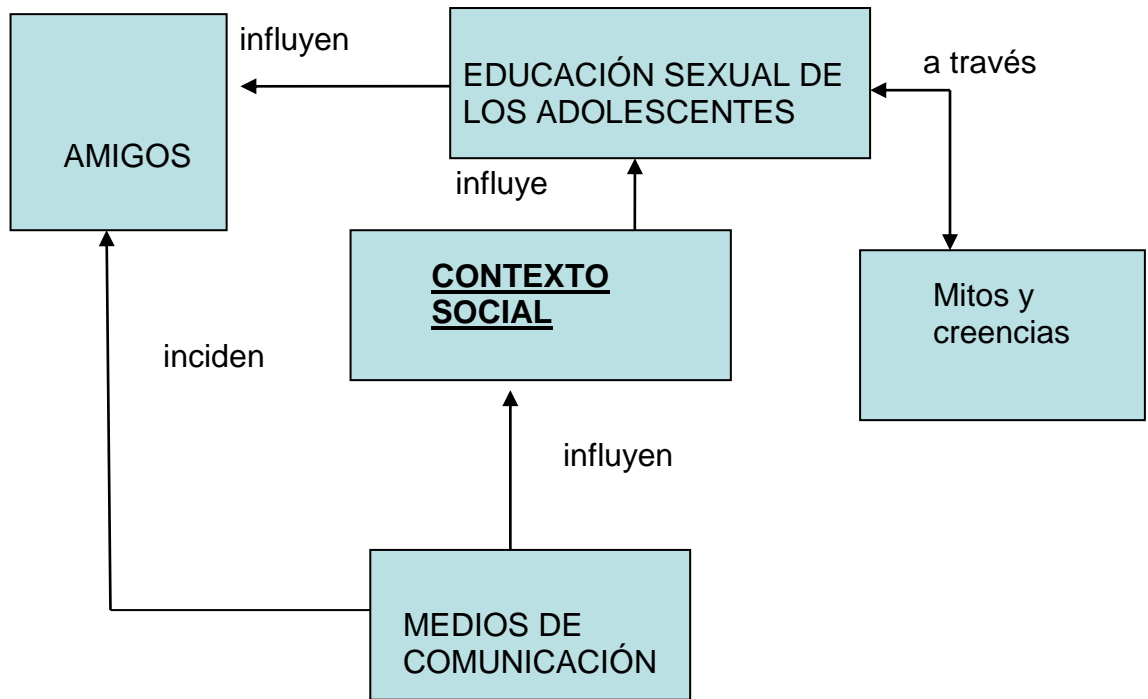 influyen
EDUCACIÓN SEXUAL DE
LOS ADOLESCENTES
a través
AMIGOS
influye
CONTEXTO
SOCIAL
Mitos y
creencias
inciden
influyen
MEDIOS DE
COMUNICACIÓN